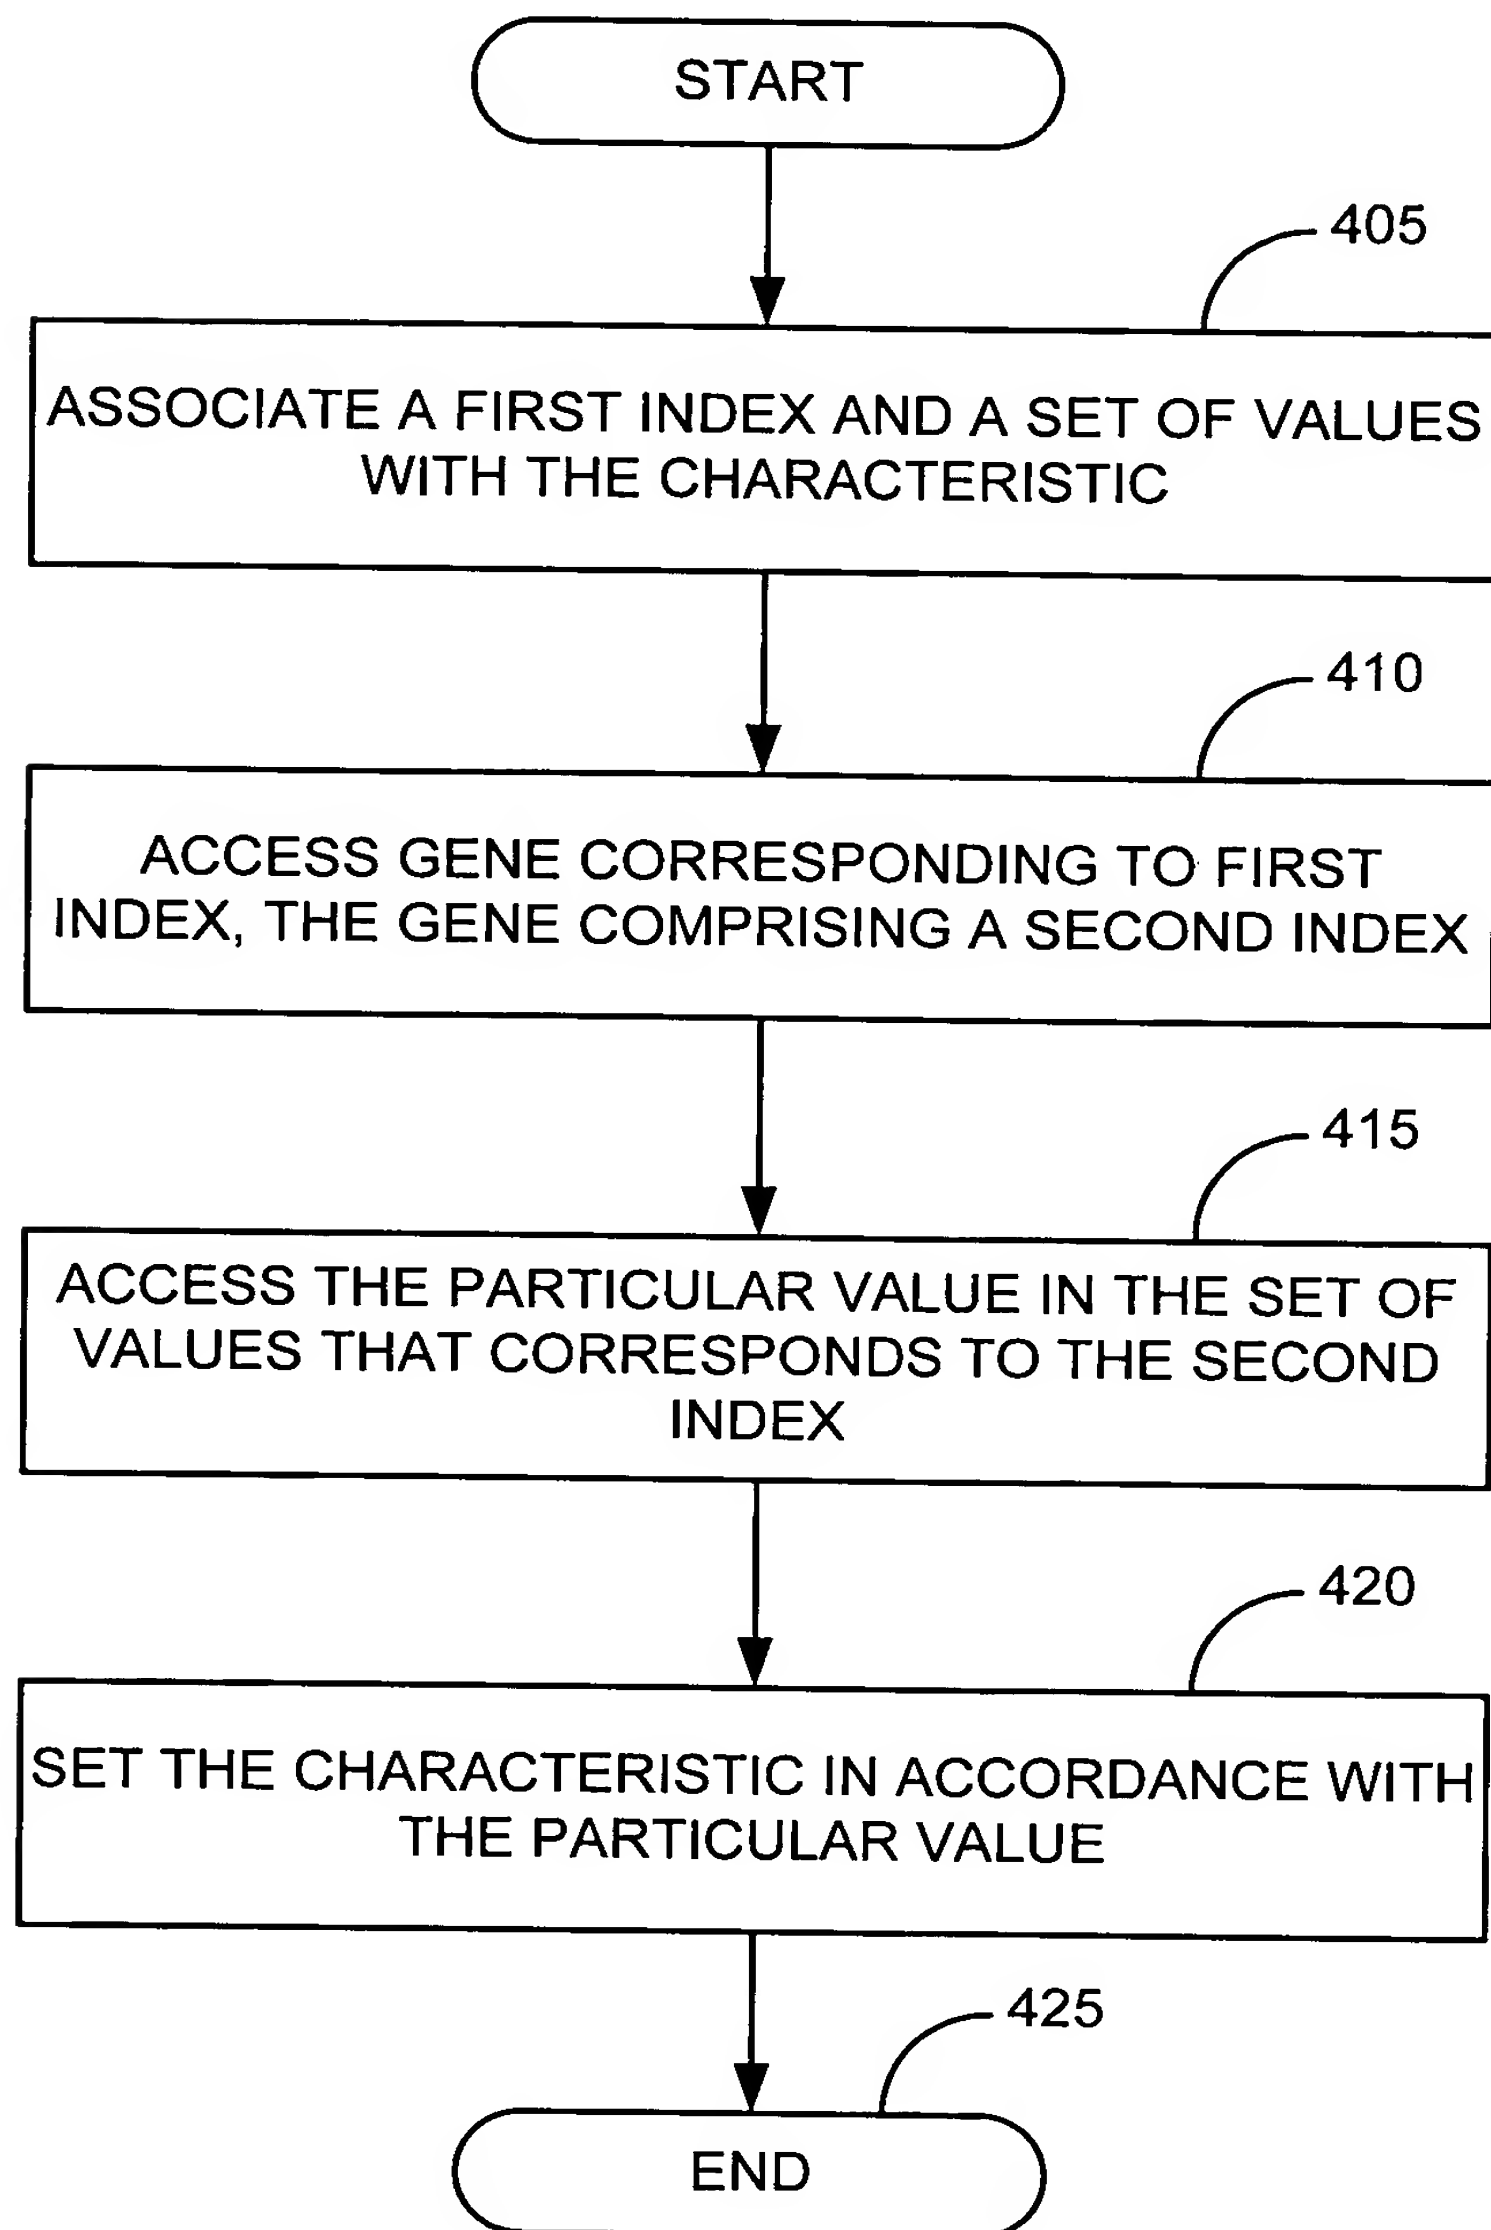 START
405
ASSOCIATE A FIRST INDEX AND A SET OF VALUES
WITH THE CHARACTERISTIC
410
ACCESS GENE CORRESPONDING TO FIRST
INDEX, THE GENE COMPRISING A SECOND INDEX
415
ACCESS THE PARTICULAR VALUE IN THE SET OF
VALUES THAT CORRESPONDS TO THE SECOND
INDEX
420
SET THE CHARACTERISTIC IN ACCORDANCE WITH
THE PARTICULAR VALUE
425
END